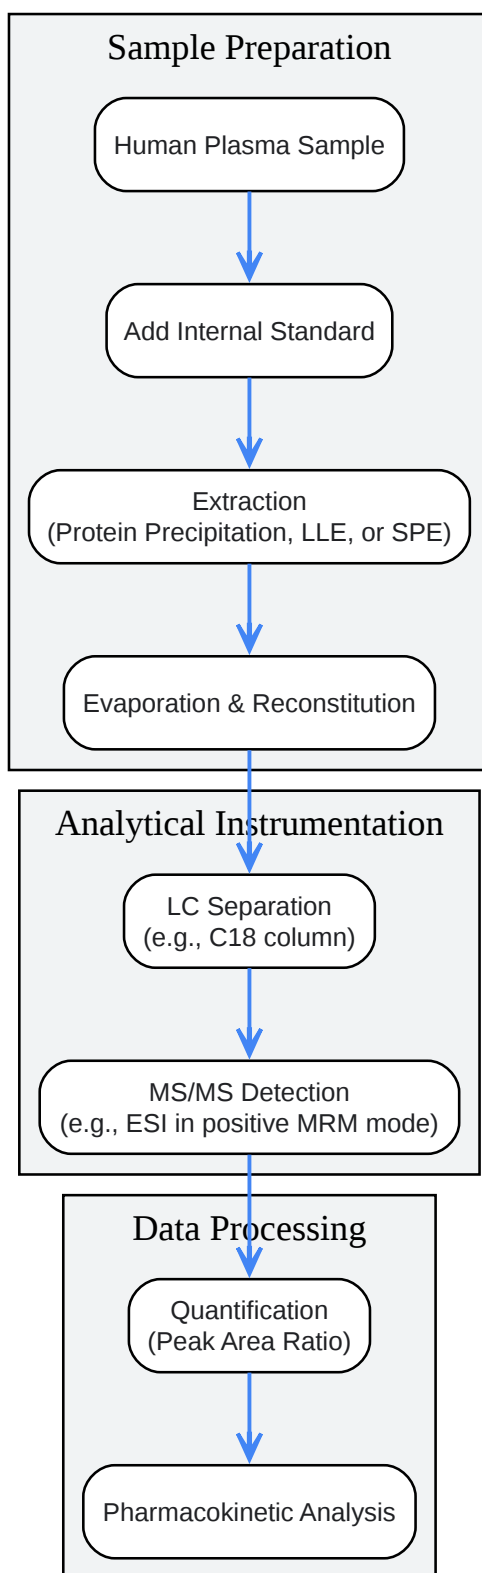 Sample Preparation
Human Plasma Sample
Add Internal Standard
Extraction
(Protein Precipitation, LLE, or SPE)
Evaporation & Reconstitution
Analytical Instrumentation
LC Separation
(e.g., C18 column)
MS/MS Detection
(e.g., ESI in positive MRM mode)
Data Processing
Quantification
(Peak Area Ratio)
Pharmacokinetic Analysis